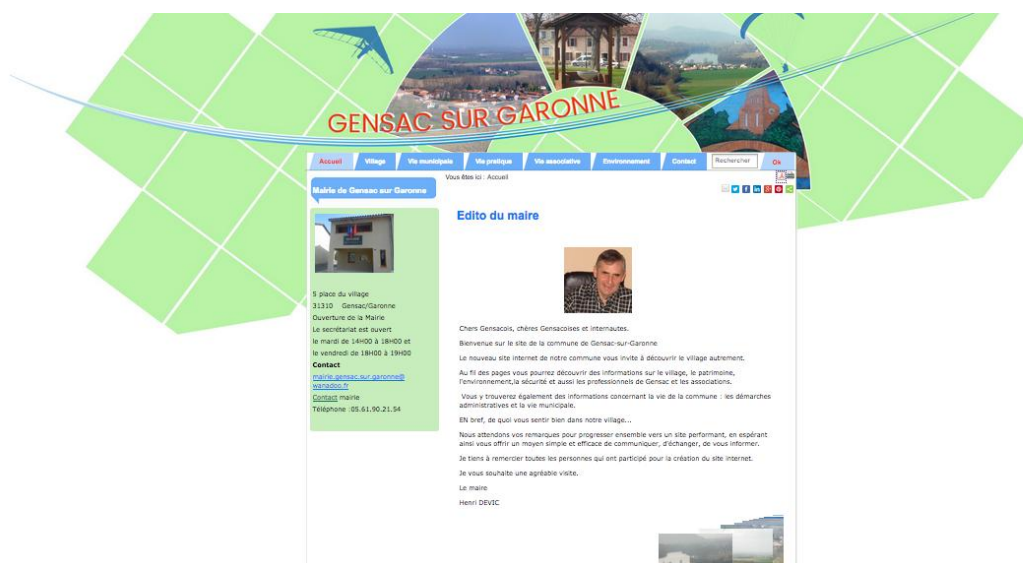 GENSAC SUR GARONNE
Accueil Village Vie municipale Vie pratique Vie associative Environnement Contact Rechercher Ok
Vous êtes ici : Accueil
Mairie de Gensac sur Garonne
5 place du village
31310 Gensac/Garonne
Ouverture de la Mairie
Le secrétariat est ouvert
le mardi de 14H00 à 18H00 et
le vendredi de 18H00 à 19H00
Contact
mairie.gensac.sur.garonne@
wanadoo.fr
Contact mairie
Téléphone :05.61.90.21.54
Edito du maire
Chers Gensacois, chères Gensacoises et internautes.
Bienvenue sur le site de la commune de Gensac-sur-Garonne
Le nouveau site internet de notre commune vous invite à découvrir le village autrement.
Au fil des pages vous pourrez découvrir des informations sur le village, le patrimoine,
l'environnement,la sécurité et aussi les professionnels de Gensac et les associations.
Vous y trouverez également des informations concernant la vie de la commune : les démarches
administratives et la vie municipale.
EN bref, de quoi vous sentir bien dans notre village...
Nous attendons vos remarques pour progresser ensemble vers un site performant, en espérant
ainsi vous offrir un moyen simple et efficace de communiquer, d'échanger, de vous informer.
Je tiens à remercier toutes les personnes qui ont participé pour la création du site internet.
Je vous souhaite une agréable visite.
Le maire
Henri DEVIC